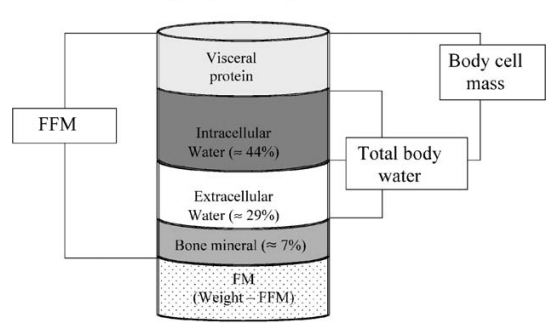 Visceral
protein
Body cell
mass
FFM
Intracellular
Water (≈ 44%)
Total body
water
Extracellular
Water (≈ 29%)
Bone mineral (≈ 7%)
FM
(Weight – FFM)